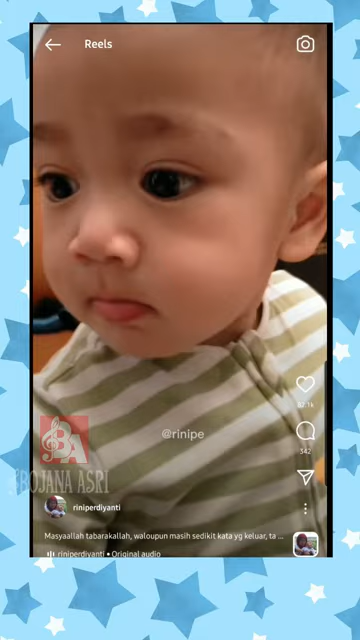 Reels
82.1k
342
@rinipe
BA
BOJANA ASRI
riniperdiyanti
Masyaallah tabarakallah, waloupun masih sedikit kata yg keluar, ta ...
riniperdiyanti • Original audio